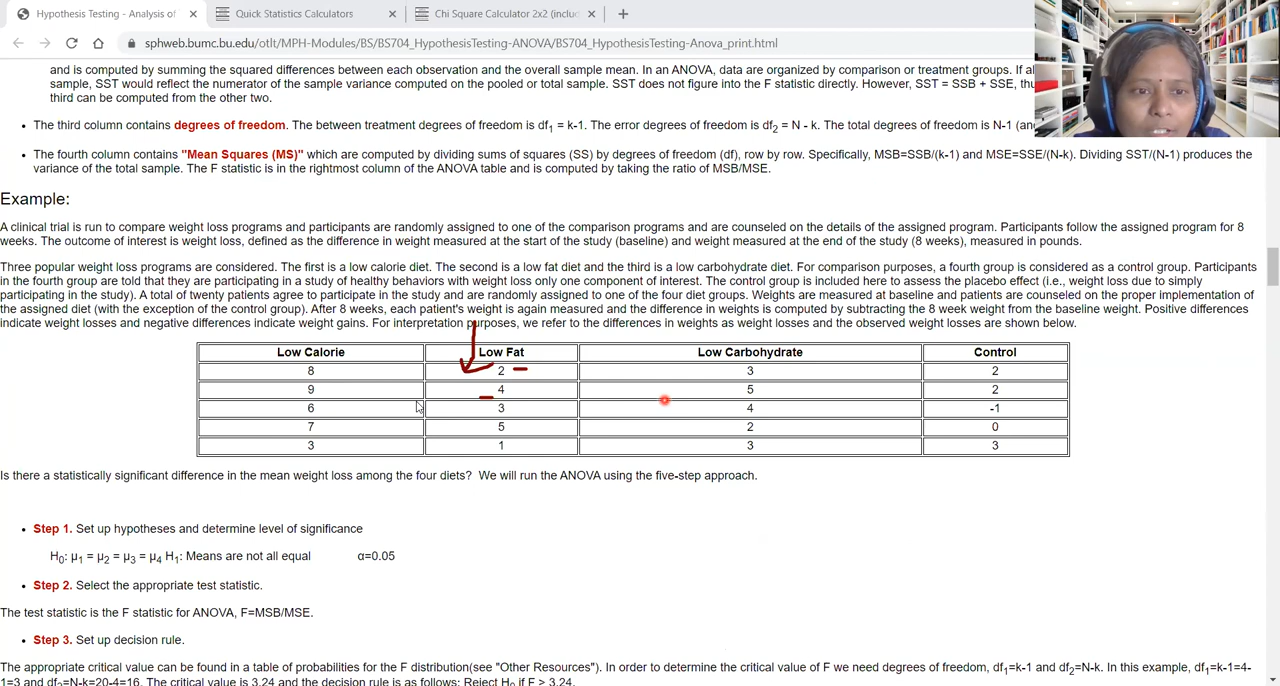 Hypothesis Testing - Analysis of
Quick Statistics Calculators
Chi Square Calculator 2x2 (inclu
sphweb.bumc.bu.edu/otlt/MPH-Modules/BS/BS704_HypothesisTesting-ANOVA/BS704_HypothesisTesting-Anova_print.html
and is computed by summing the squared differences between each observation and the overall sample mean. In an ANOVA, data are organized by comparison or treatment groups. If al
sample, SST would reflect the numerator of the sample variance computed on the pooled or total sample. SST does not figure into the F statistic directly. However, SST = SSB + SSE, thu
third can be computed from the other two.
• The third column contains degrees of freedom. The between treatment degrees of freedom is df1 = k-1. The error degrees of freedom is df2 = N - k. The total degrees of freedom is N-1 (an
• The fourth column contains "Mean Squares (MS)" which are computed by dividing sums of squares (SS) by degrees of freedom (df), row by row. Specifically, MSB=SSB/(k-1) and MSE=SSE/(N-k). Dividing SST/(N-1) produces the
variance of the total sample. The F statistic is in the rightmost column of the ANOVA table and is computed by taking the ratio of MSB/MSE.
Example:
A clinical trial is run to compare weight loss programs and participants are randomly assigned to one of the comparison programs and are counseled on the details of the assigned program. Participants follow the assigned program for 8
weeks. The outcome of interest is weight loss, defined as the difference in weight measured at the start of the study (baseline) and weight measured at the end of the study (8 weeks), measured in pounds.
Three popular weight loss programs are considered. The first is a low calorie diet. The second is a low fat diet and the third is a low carbohydrate diet. For comparison purposes, a fourth group is considered as a control group. Participants
in the fourth group are told that they are participating in a study of healthy behaviors with weight loss only one component of interest. The control group is included here to assess the placebo effect (i.e., weight loss due to simply
participating in the study). A total of twenty patients agree to participate in the study and are randomly assigned to one of the four diet groups. Weights are measured at baseline and patients are counseled on the proper implementation of
the assigned diet (with the exception of the control group). After 8 weeks, each patient's weight is again measured and the difference in weights is computed by subtracting the 8 week weight from the baseline weight. Positive differences
indicate weight losses and negative differences indicate weight gains. For interpretation purposes, we refer to the differences in weights as weight losses and the observed weight losses are shown below.
Low Calorie Low Fat Low Carbohydrate Control
8 2 3 2
9 4 5 2
6 3 4 -1
7 5 2 0
3 1 3 3
Is there a statistically significant difference in the mean weight loss among the four diets? We will run the ANOVA using the five-step approach.
• Step 1. Set up hypotheses and determine level of significance
H0: μ1 = μ2 = μ3 = μ4 H1: Means are not all equal α=0.05
• Step 2. Select the appropriate test statistic.
The test statistic is the F statistic for ANOVA, F=MSB/MSE.
• Step 3. Set up decision rule.
The appropriate critical value can be found in a table of probabilities for the F distribution(see "Other Resources"). In order to determine the critical value of F we need degrees of freedom, df1=k-1 and df2=N-k. In this example, df1=k-1=4-
1=3 and df2=N-k=20-4=16. The critical value is 3.24 and the decision rule is as follows: Reject H0 if F > 3.24.